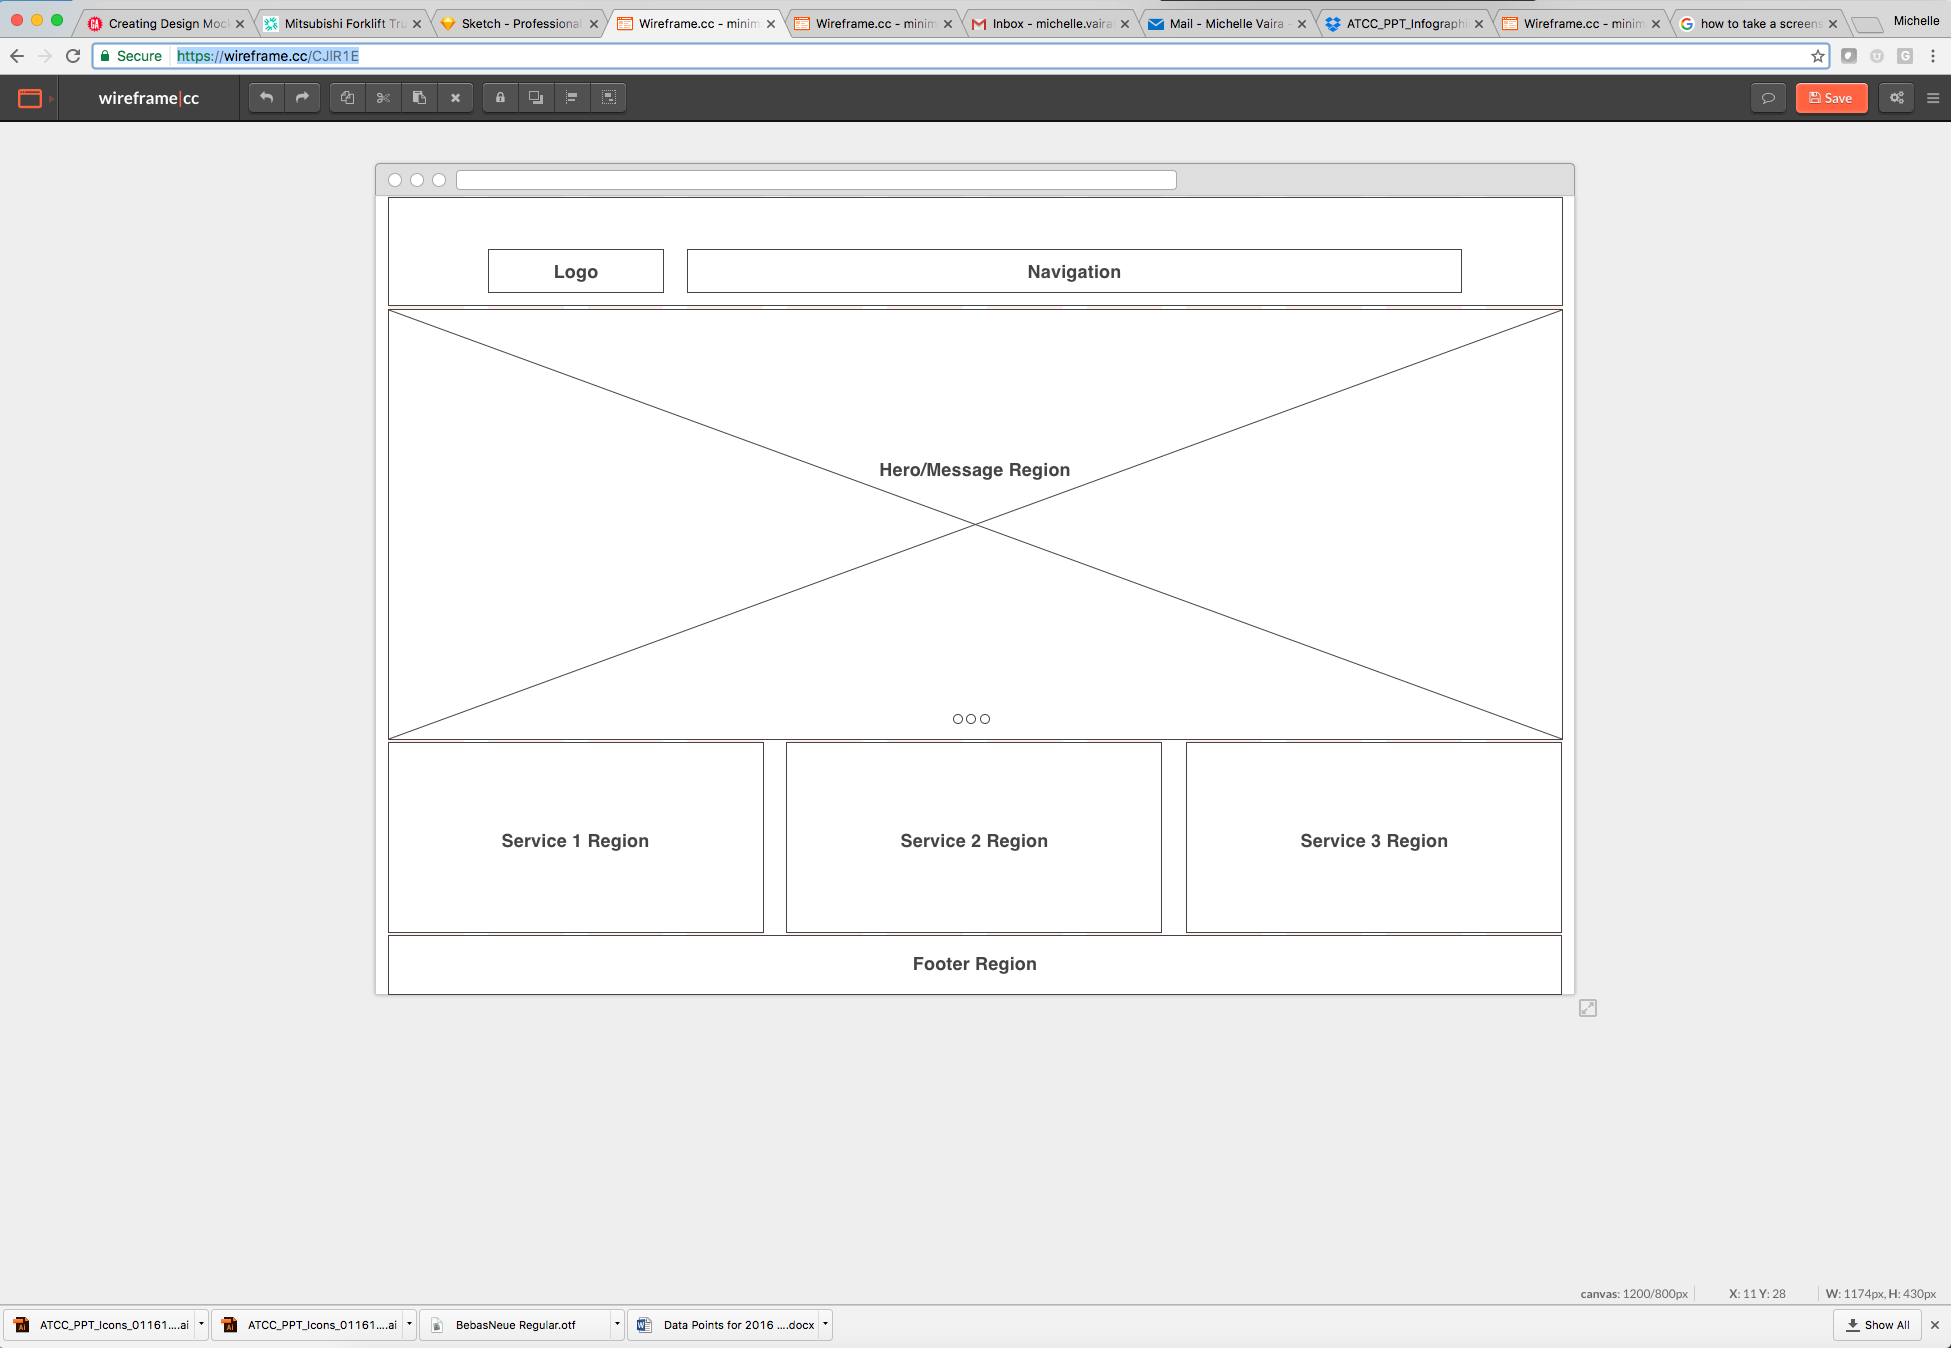 Creating Design Moc
Mitsubishi Forklift Tru
Sketch - Professional
Wireframe.cc - minim
Wireframe.cc - minim
Inbox - michelle.vaira
Mail - Michelle Vaira -
ATCC_PPT_Infographi
Wireframe.cc - minim
how to take a screens
Michelle
Secure
https://wireframe.cc/CJlR1E
wireframe|cc
Save
Logo
Navigation
Hero/Message Region
Service 1 Region
Service 2 Region
Service 3 Region
Footer Region
canvas: 1200/800px
X: 11 Y: 28
W: 1174px, H: 430px
ATCC_PPT_Icons_01161....ai
ATCC_PPT_Icons_01161....ai
BebasNeue Regular.otf
Data Points for 2016 ....docx
Show All